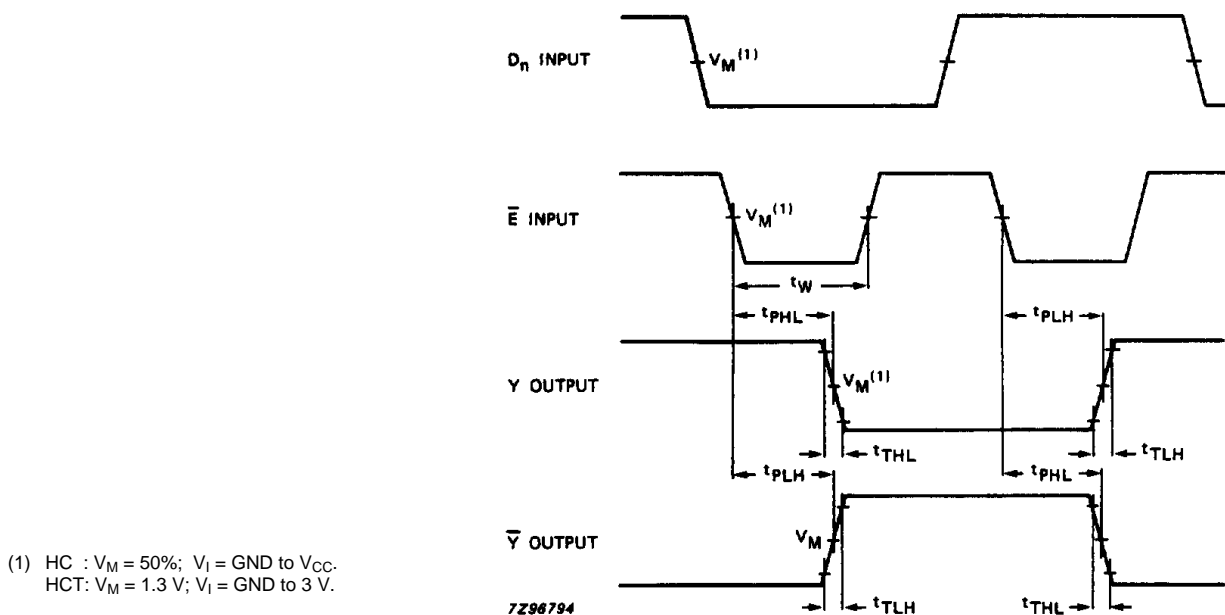 Dn INPUT
VM(1)
E̅ INPUT
VM(1)
tW
tPHL
tPLH
Y OUTPUT
VM(1)
tTHL
tTLH
tPLH
tPHL
Y̅ OUTPUT
VM
tTLH
tTHL
7Z96794
(1) HC : VM = 50%; VI = GND to VCC.
HCT: VM = 1.3 V; VI = GND to 3 V.